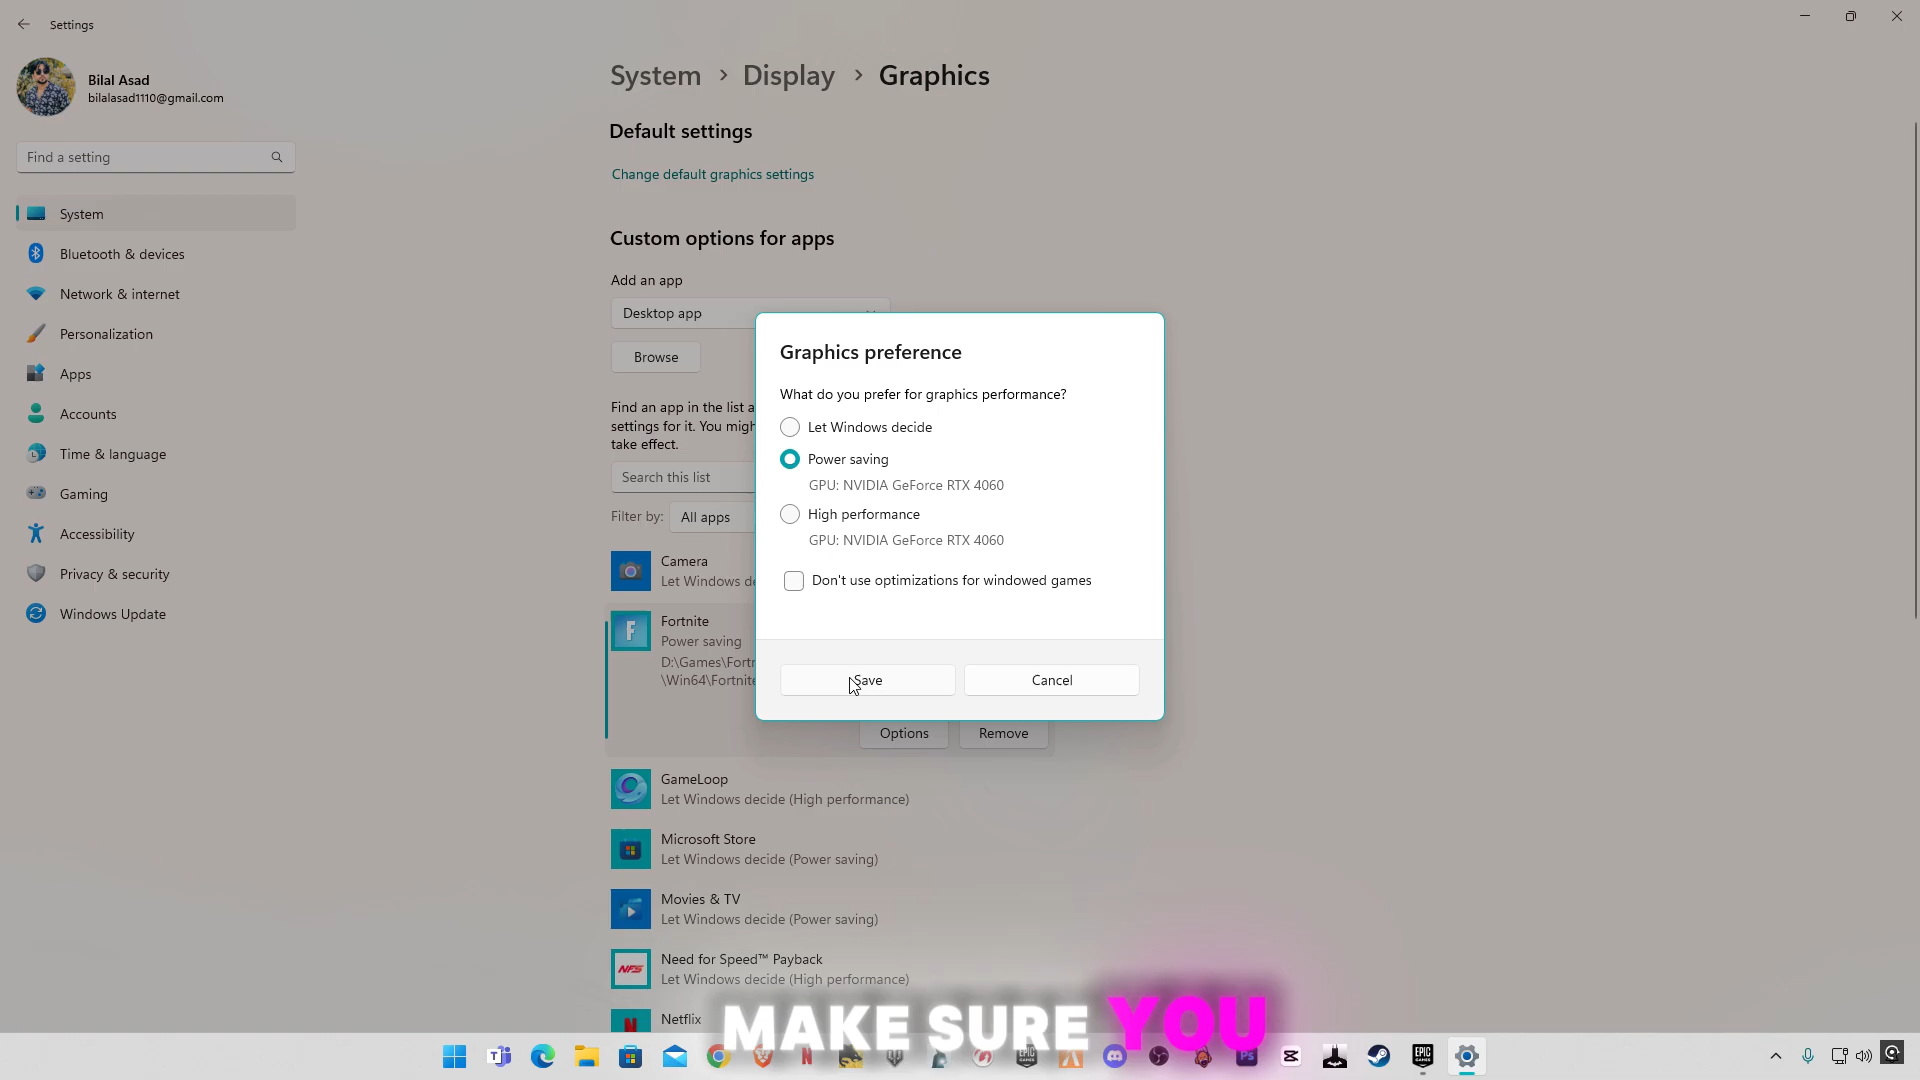 Settings
Bilal Asad
bilalasad1110@gmail.com
Find a setting
System
Bluetooth & devices
Network & internet
Personalization
Apps
Accounts
Time & language
Gaming
Accessibility
Privacy & security
Windows Update
System › Display › Graphics
Default settings
Change default graphics settings
Custom options for apps
Add an app
Desktop app
Browse
Find an app in the list a
settings for it. You migh
take effect.
Search this list
Filter by: All apps
Camera
Let Windows de
Fortnite
Power saving
D:\Games\Fortr
\Win64\Fortnite
Options
Remove
GameLoop
Let Windows decide (High performance)
Microsoft Store
Let Windows decide (Power saving)
Movies & TV
Let Windows decide (Power saving)
NFS
Need for Speed™ Payback
Let Windows decide (High performance)
Netflix
Graphics preference
What do you prefer for graphics performance?
Let Windows decide
Power saving
GPU: NVIDIA GeForce RTX 4060
High performance
GPU: NVIDIA GeForce RTX 4060
Don't use optimizations for windowed games
Save
Cancel
MAKE SURE YOU